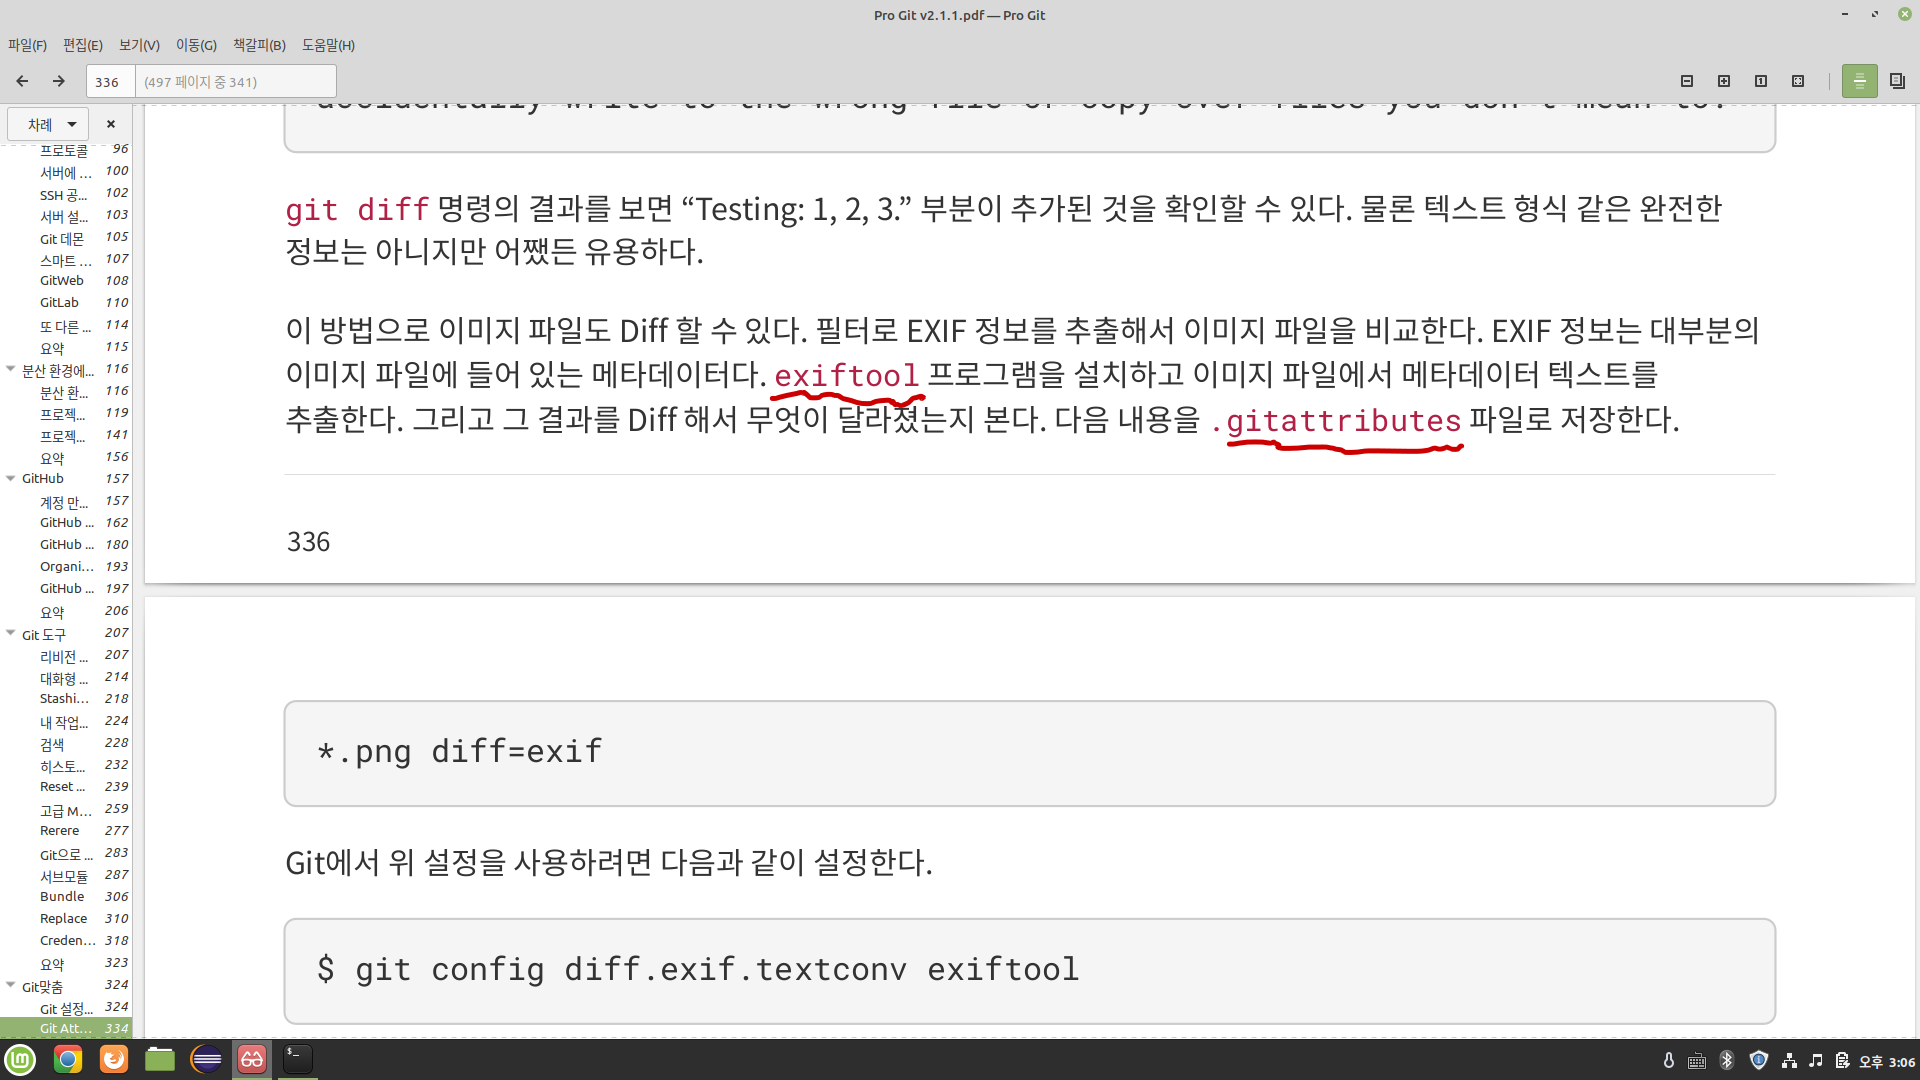 Pro Git v2.1.1.pdf — Pro Git
파일(F) 편집(E) 보기(V) 이동(G) 책갈피(B) 도움말(H)
336 (497 페이지 중 341)
차례
프로토콜 96
서버에 ... 100
SSH 공... 102
서버 설... 103
Git 데몬 105
스마트 ... 107
GitWeb 108
GitLab 110
또 다른 ... 114
요약 115
분산 환경에... 116
분산 환... 116
프로젝... 119
프로젝... 141
요약 156
GitHub 157
계정 만... 157
GitHub ... 162
GitHub ... 180
Organi... 193
GitHub ... 197
요약 206
Git 도구 207
리비전 ... 207
대화형 ... 214
Stashi... 218
내 작업... 224
검색 228
히스토... 232
Reset ... 239
고급 M... 259
Rerere 277
Git으로 ... 283
서브모듈 287
Bundle 306
Replace 310
Creden... 318
요약 323
Git맞춤 324
Git 설정... 324
Git Att... 334
accidentally write to the wrong file or copy over files you don't mean to.
git diff 명령의 결과를 보면 “Testing: 1, 2, 3.” 부분이 추가된 것을 확인할 수 있다. 물론 텍스트 형식 같은 완전한
정보는 아니지만 어쨌든 유용하다.
이 방법으로 이미지 파일도 Diff 할 수 있다. 필터로 EXIF 정보를 추출해서 이미지 파일을 비교한다. EXIF 정보는 대부분의
이미지 파일에 들어 있는 메타데이터다. exiftool 프로그램을 설치하고 이미지 파일에서 메타데이터 텍스트를
추출한다. 그리고 그 결과를 Diff 해서 무엇이 달라졌는지 본다. 다음 내용을 .gitattributes 파일로 저장한다.
336
*.png diff=exif
Git에서 위 설정을 사용하려면 다음과 같이 설정한다.
$ git config diff.exif.textconv exiftool
오후 3:06